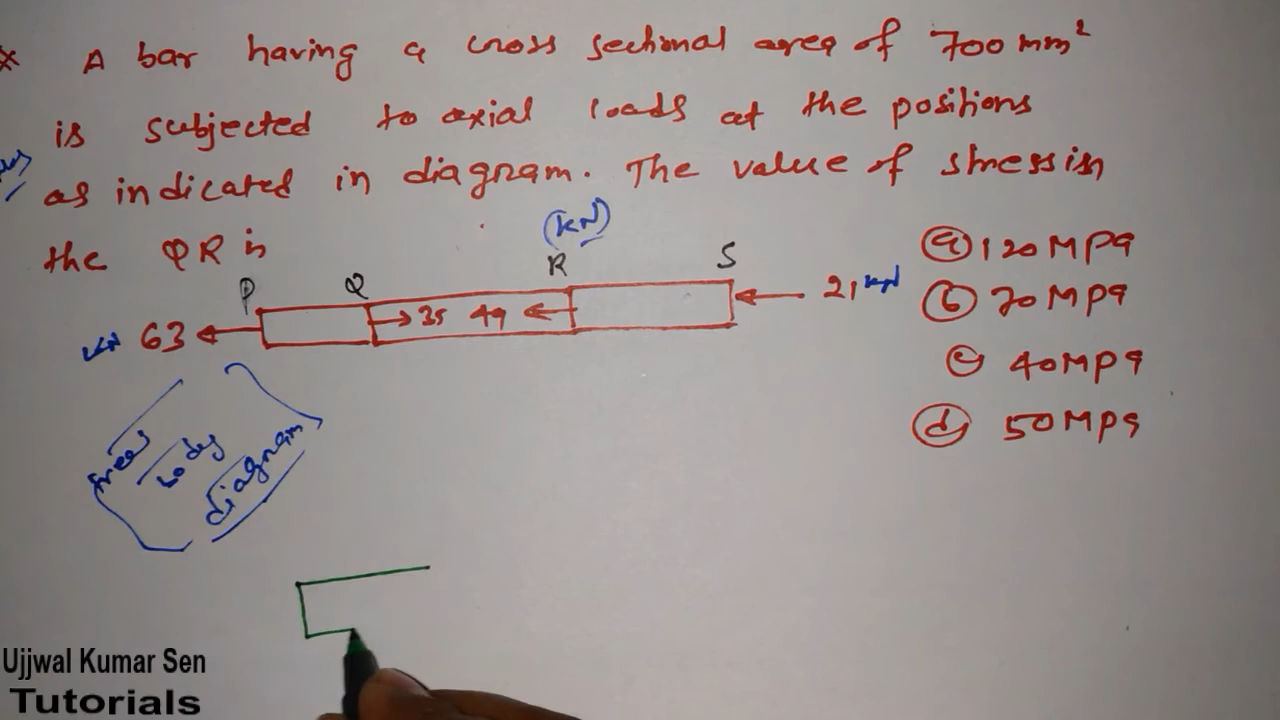 A bar having a cross sectional area of 700 mm²
is subjected to axial loads at the positions
as indicated in diagram. The value of stress in
the QR is
(kN)
P Q R S
kN 63 35 49 21 kN
(a) 120 MPa
(b) 70 MPa
(c) 40 MPa
(d) 50 MPa
free
body
diagram
Ujjwal Kumar Sen
Tutorials